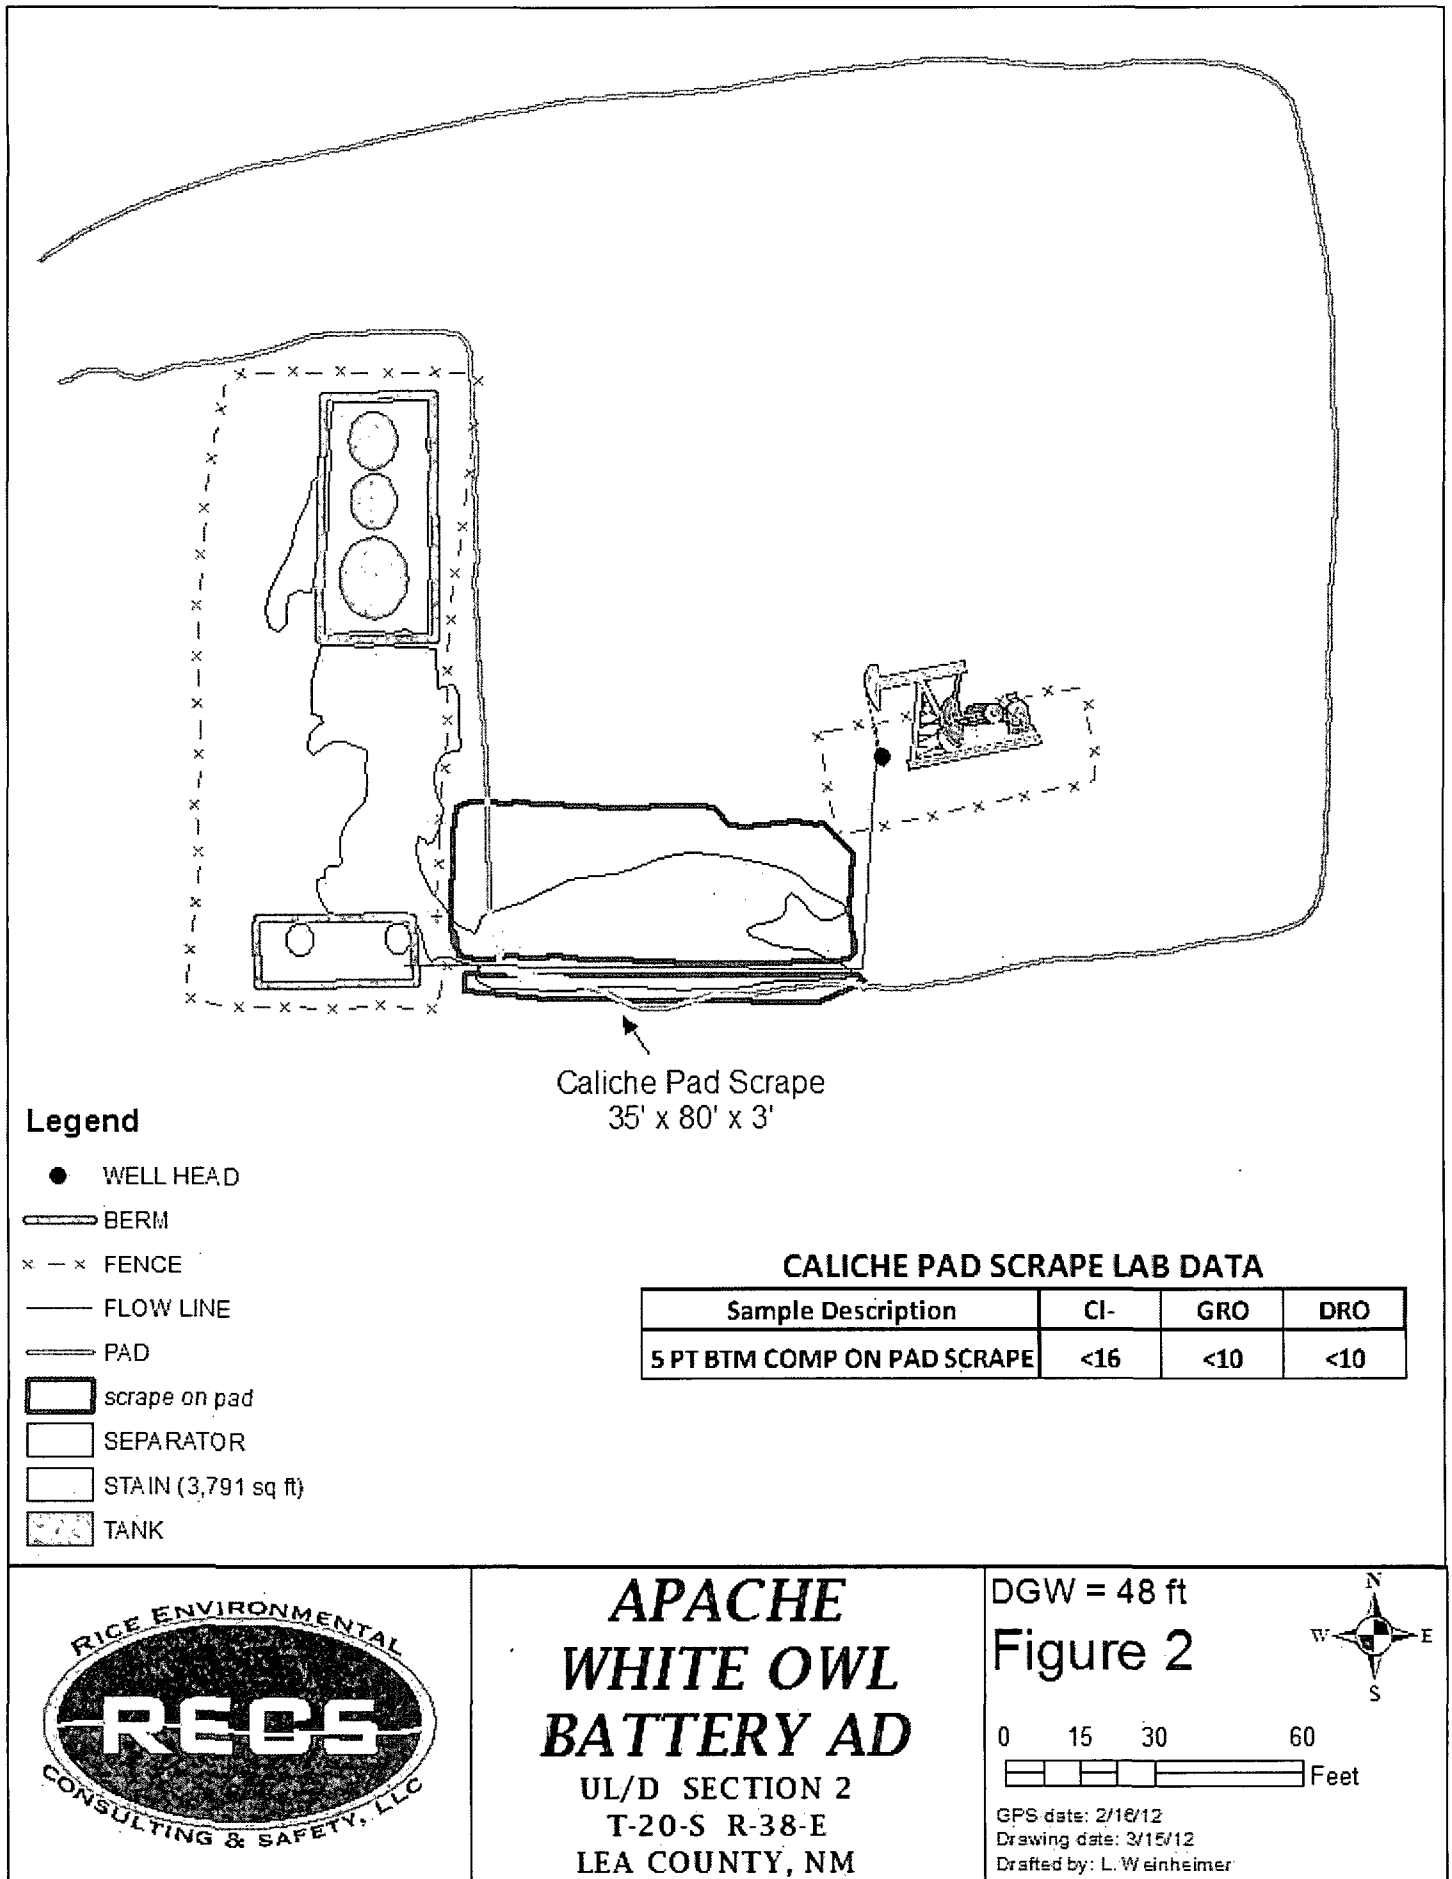 Caliche Pad Scrape
35' x 80' x 3'
Legend
WELL HEAD
BERM
FENCE
FLOW LINE
PAD
scrape on pad
SEPARATOR
STAIN (3,791 sq ft)
TANK
CALICHE PAD SCRAPE LAB DATA
Sample Description Cl- GRO DRO
5 PT BTM COMP ON PAD SCRAPE <16 <10 <10
RICE ENVIRONMENTAL
RECS
CONSULTING & SAFETY, LLC
APACHE
WHITE OWL
BATTERY AD
UL/D SECTION 2
T-20-S R-38-E
LEA COUNTY, NM
DGW = 48 ft
Figure 2
N
W E
S
0 15 30 60
Feet
GPS date: 2/16/12
Drawing date: 3/15/12
Drafted by: L. Weinheimer